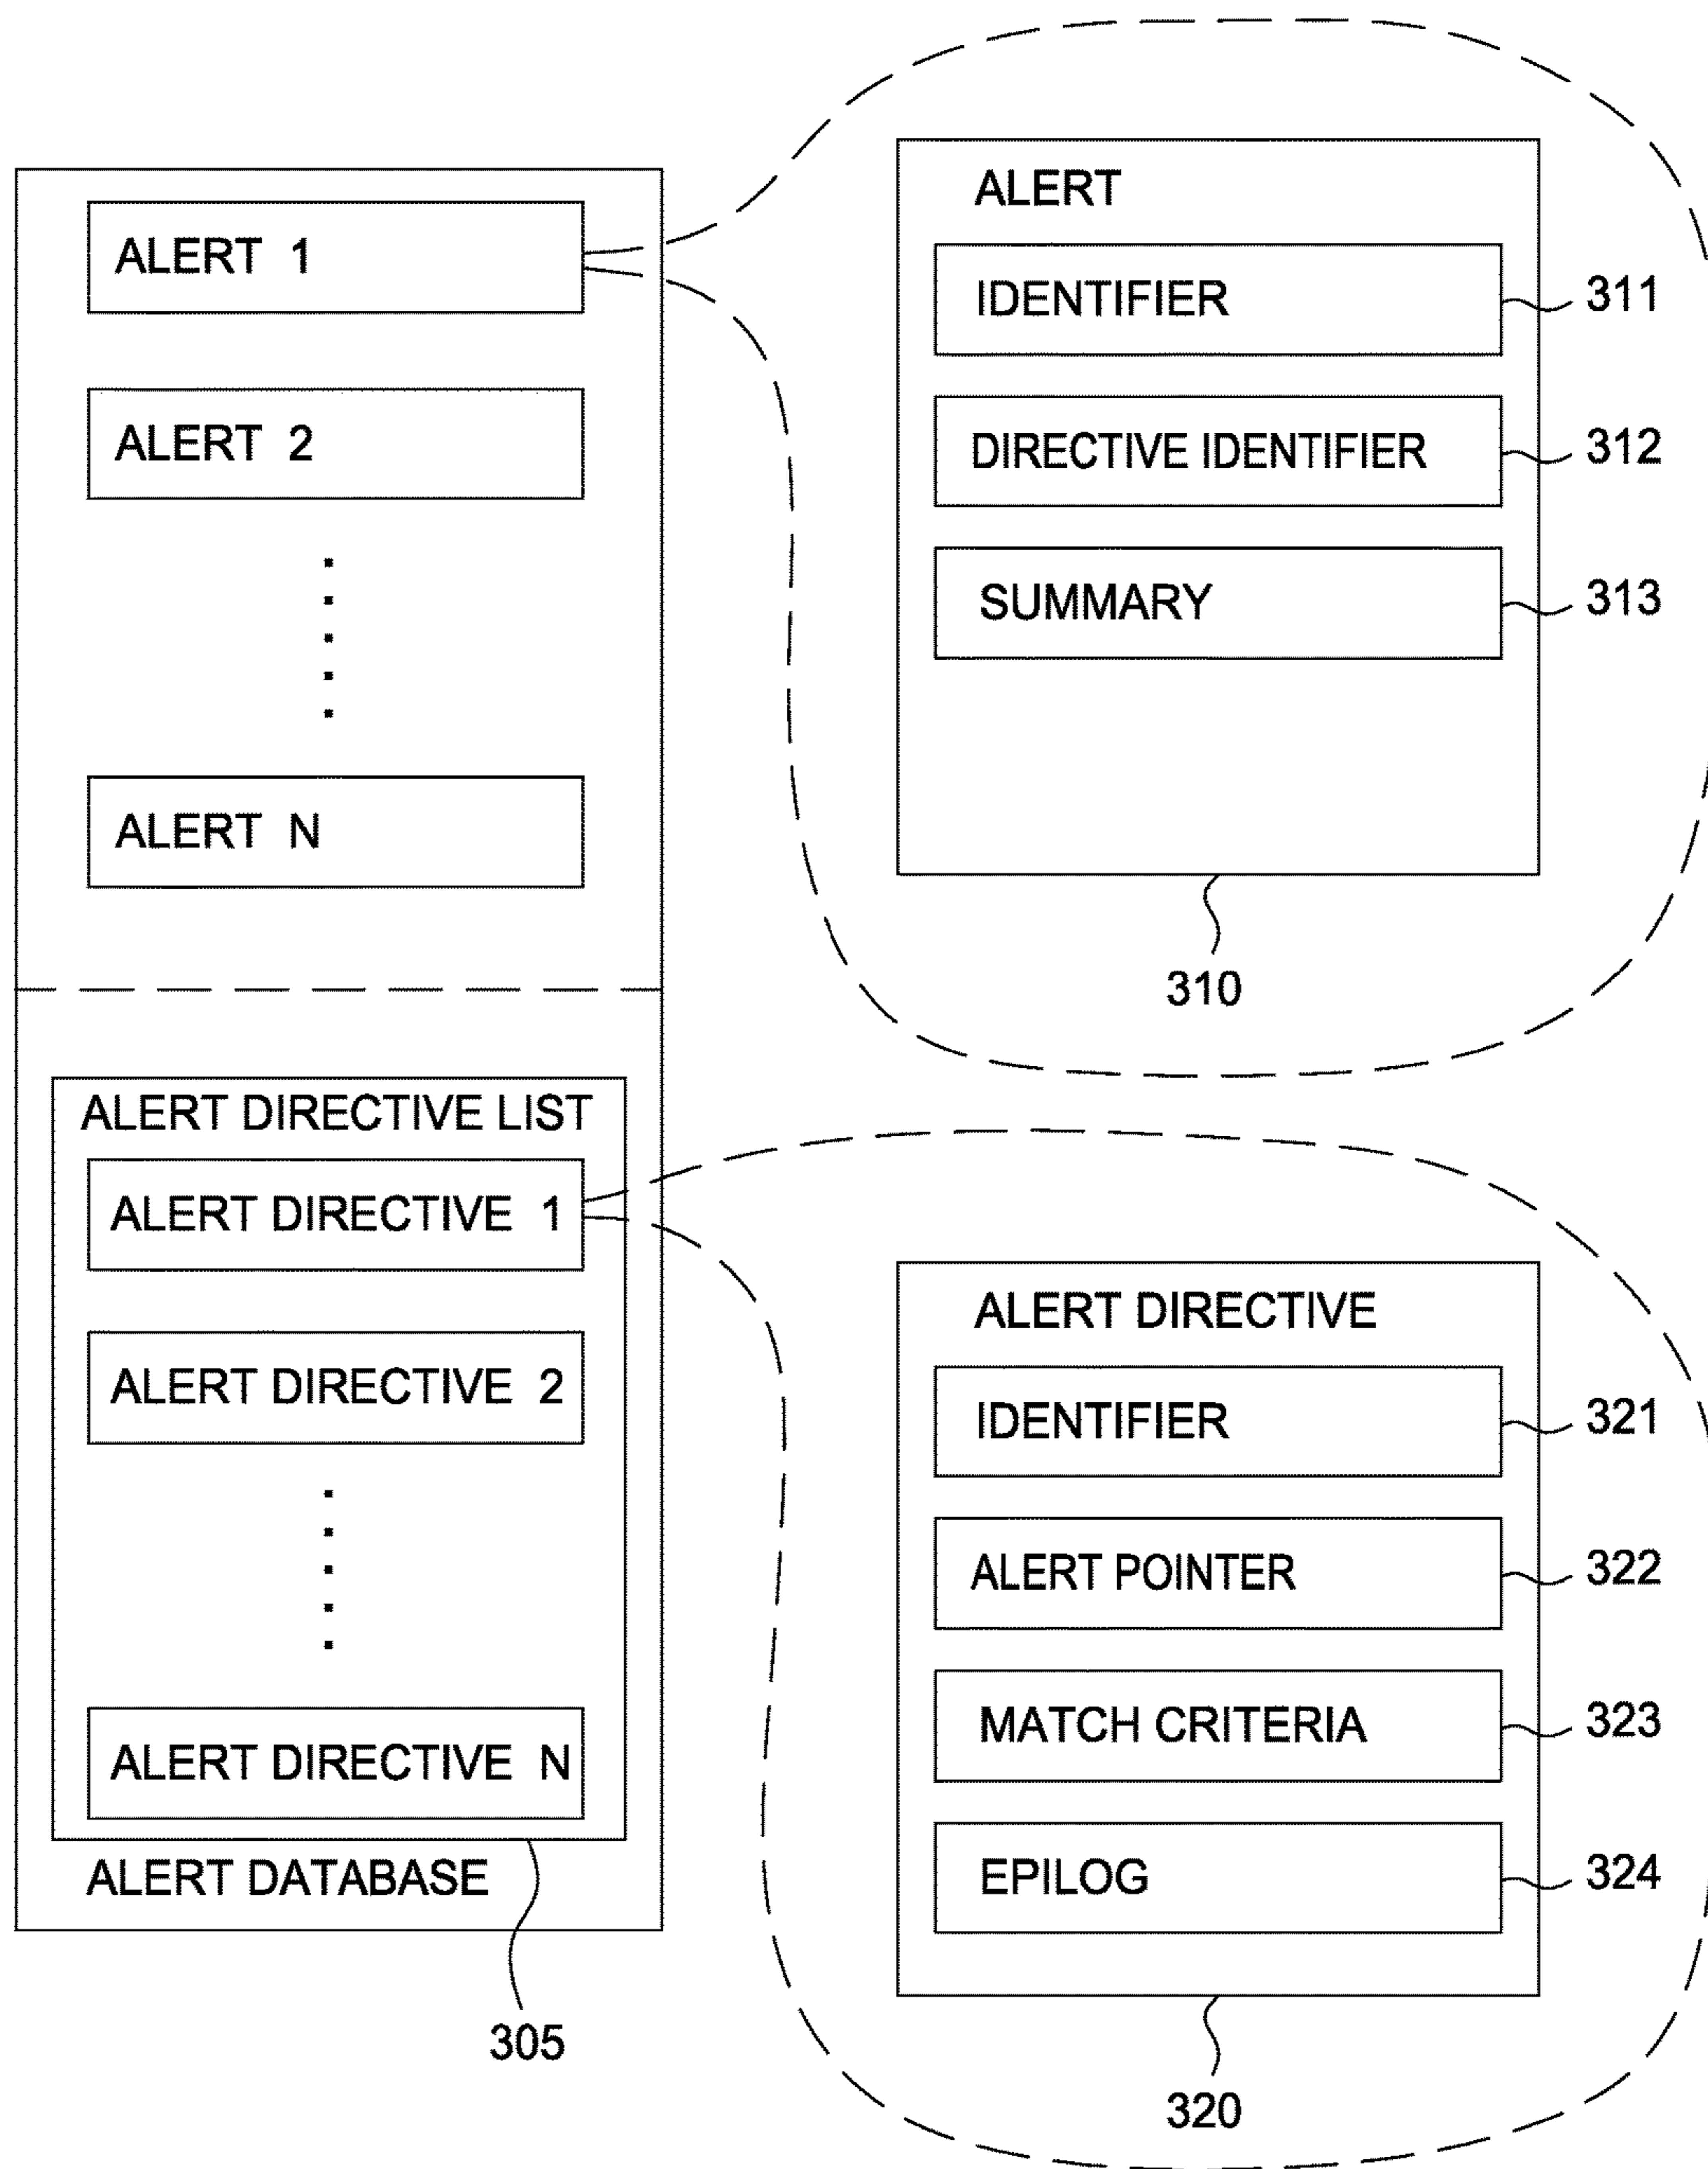 ALERT 1
ALERT 2
ALERT N
ALERT DIRECTIVE LIST
ALERT DIRECTIVE 1
ALERT DIRECTIVE 2
ALERT DIRECTIVE N
ALERT DATABASE
305
ALERT
IDENTIFIER
311
DIRECTIVE IDENTIFIER
312
SUMMARY
313
310
ALERT DIRECTIVE
IDENTIFIER
321
ALERT POINTER
322
MATCH CRITERIA
323
EPILOG
324
320